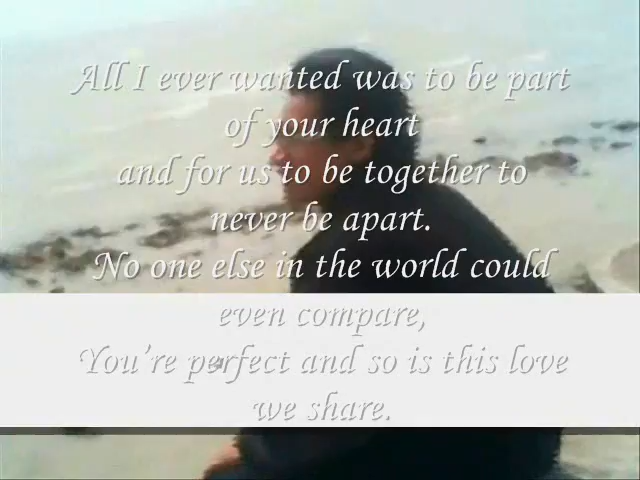 All I ever wanted was to be part
of your heart
and for us to be together to
never be apart.
No one else in the world could
even compare,
You're perfect and so is this love
we share.